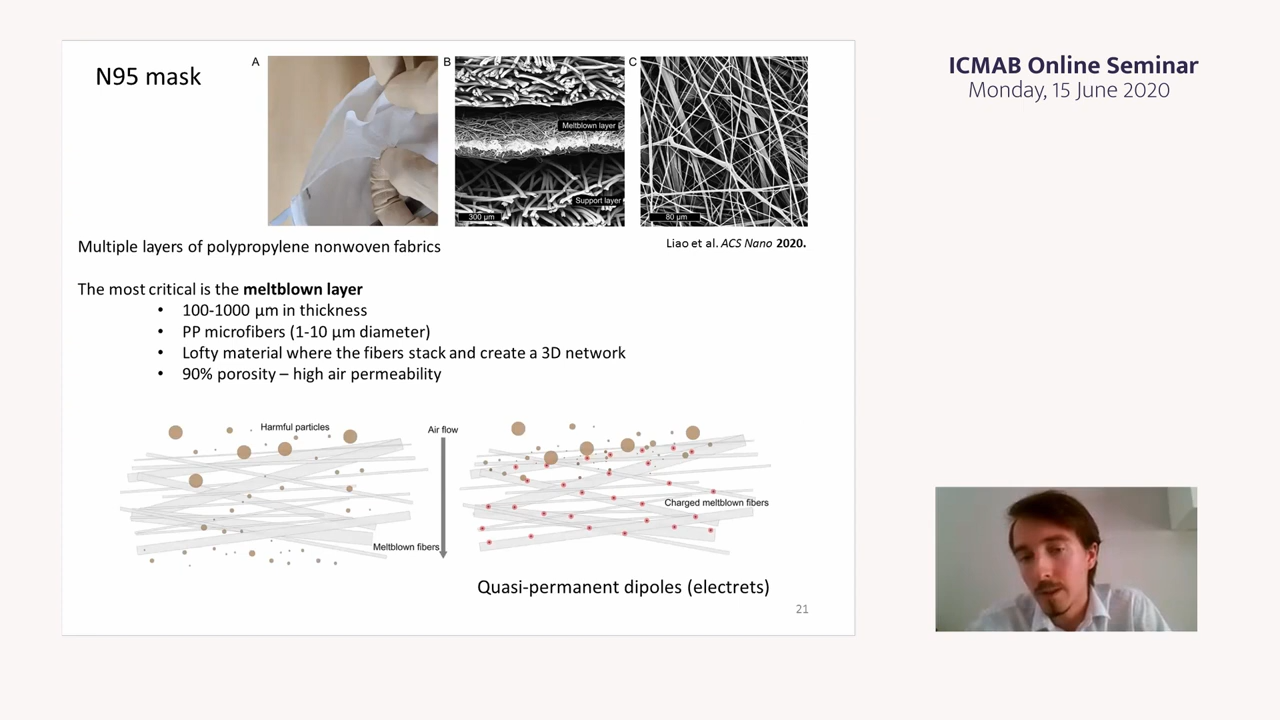 ICMAB Online Seminar
Monday, 15 June 2020
N95 mask
A
B
C
Meltblown layer
Support layer
300 μm
80 μm
Liao et al. ACS Nano 2020.
Multiple layers of polypropylene nonwoven fabrics
The most critical is the meltblown layer
• 100-1000 μm in thickness
• PP microfibers (1-10 μm diameter)
• Lofty material where the fibers stack and create a 3D network
• 90% porosity – high air permeability
Harmful particles
Air flow
Meltblown fibers
Charged meltblown fibers
Quasi-permanent dipoles (electrets)
21